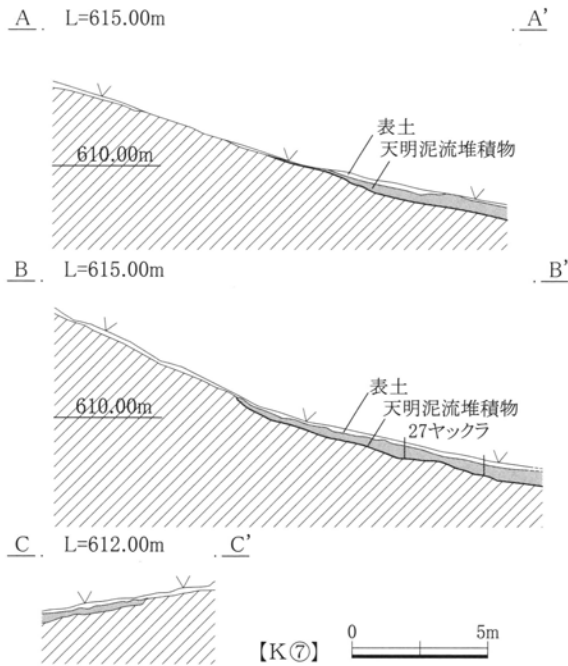 A . L=615.00m . A’
表土
天明泥流堆積物
610.00m
B . L=615.00m . B’
表土
610.00m 天明泥流堆積物
27ヤックラ
C . L=612.00m . C’
【K⑦】 0 5m